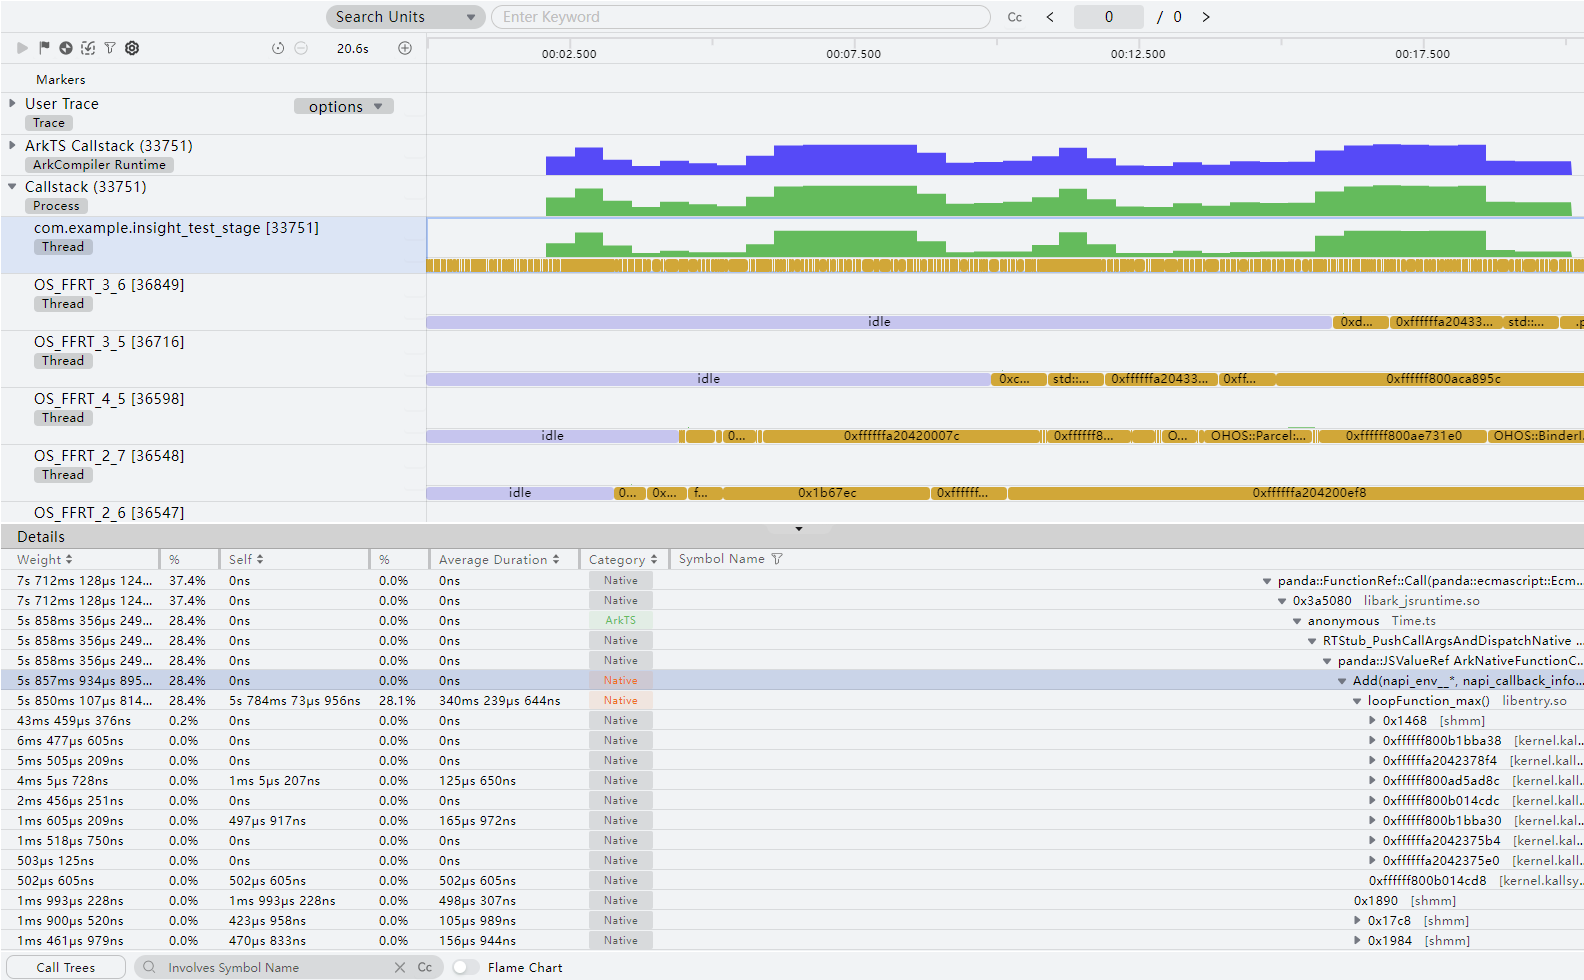 Search Units Enter Keyword Cc 0 / 0
20.6s 00:02.500 00:07.500 00:12.500 00:17.500
Markers
User Trace options
Trace
ArkTS Callstack (33751)
ArkCompiler Runtime
Callstack (33751)
Process
com.example.insight_test_stage [33751]
Thread
OS_FFRT_3_6 [36849]
Thread
idle 0xd... 0xffffffa20433... std::... .p
OS_FFRT_3_5 [36716]
Thread
idle 0xc... std::... 0xffffffa20433... 0xff... 0xffffff800aca895c
OS_FFRT_4_5 [36598]
Thread
idle 0... 0xffffffa20420007c 0xffffff8... O... OHOS::Parcel:... 0xffffff800ae731e0 OHOS::BinderI.
OS_FFRT_2_7 [36548]
Thread
idle 0... 0x... f... 0x1b67ec 0xffffff... 0xffffffa204200ef8
OS_FFRT_2_6 [36547]
Details
Weight % Self % Average Duration Category Symbol Name
7s 712ms 128μs 124... 37.4% 0ns 0.0% 0ns Native panda::FunctionRef::Call(panda::ecmascript::Ecm...
7s 712ms 128μs 124... 37.4% 0ns 0.0% 0ns Native 0x3a5080 libark_jsruntime.so
5s 858ms 356μs 249... 28.4% 0ns 0.0% 0ns ArkTS anonymous Time.ts
5s 858ms 356μs 249... 28.4% 0ns 0.0% 0ns Native RTStub_PushCallArgsAndDispatchNative ...
5s 858ms 356μs 249... 28.4% 0ns 0.0% 0ns Native panda::JSValueRef ArkNativeFunctionC...
5s 857ms 934μs 895... 28.4% 0ns 0.0% 0ns Native Add(napi_env__*, napi_callback_info...
5s 850ms 107μs 814... 28.4% 5s 784ms 73μs 956ns 28.1% 340ms 239μs 644ns Native loopFunction_max() libentry.so
43ms 459μs 376ns 0.2% 0ns 0.0% 0ns Native 0x1468 [shmm]
6ms 477μs 605ns 0.0% 0ns 0.0% 0ns Native 0xffffff800b1bba38 [kernel.kal...
5ms 505μs 209ns 0.0% 0ns 0.0% 0ns Native 0xffffffa2042378f4 [kernel.kall...
4ms 5μs 728ns 0.0% 1ms 5μs 207ns 0.0% 125μs 650ns Native 0xffffff800ad5ad8c [kernel.kal...
2ms 456μs 251ns 0.0% 0ns 0.0% 0ns Native 0xffffff800b014cdc [kernel.kal...
1ms 605μs 209ns 0.0% 497μs 917ns 0.0% 165μs 972ns Native 0xffffff800b1bba30 [kernel.kal...
1ms 518μs 750ns 0.0% 0ns 0.0% 0ns Native 0xffffffa2042375b4 [kernel.kal...
503μs 125ns 0.0% 0ns 0.0% 0ns Native 0xffffffa2042375e0 [kernel.kall...
502μs 605ns 0.0% 502μs 605ns 0.0% 502μs 605ns Native 0xffffff800b014cd8 [kernel.kallsy...
1ms 993μs 228ns 0.0% 1ms 993μs 228ns 0.0% 498μs 307ns Native 0x1890 [shmm]
1ms 900μs 520ns 0.0% 423μs 958ns 0.0% 105μs 989ns Native 0x17c8 [shmm]
1ms 461μs 979ns 0.0% 470μs 833ns 0.0% 156μs 944ns Native 0x1984 [shmm]
Call Trees Involves Symbol Name Cc Flame Chart